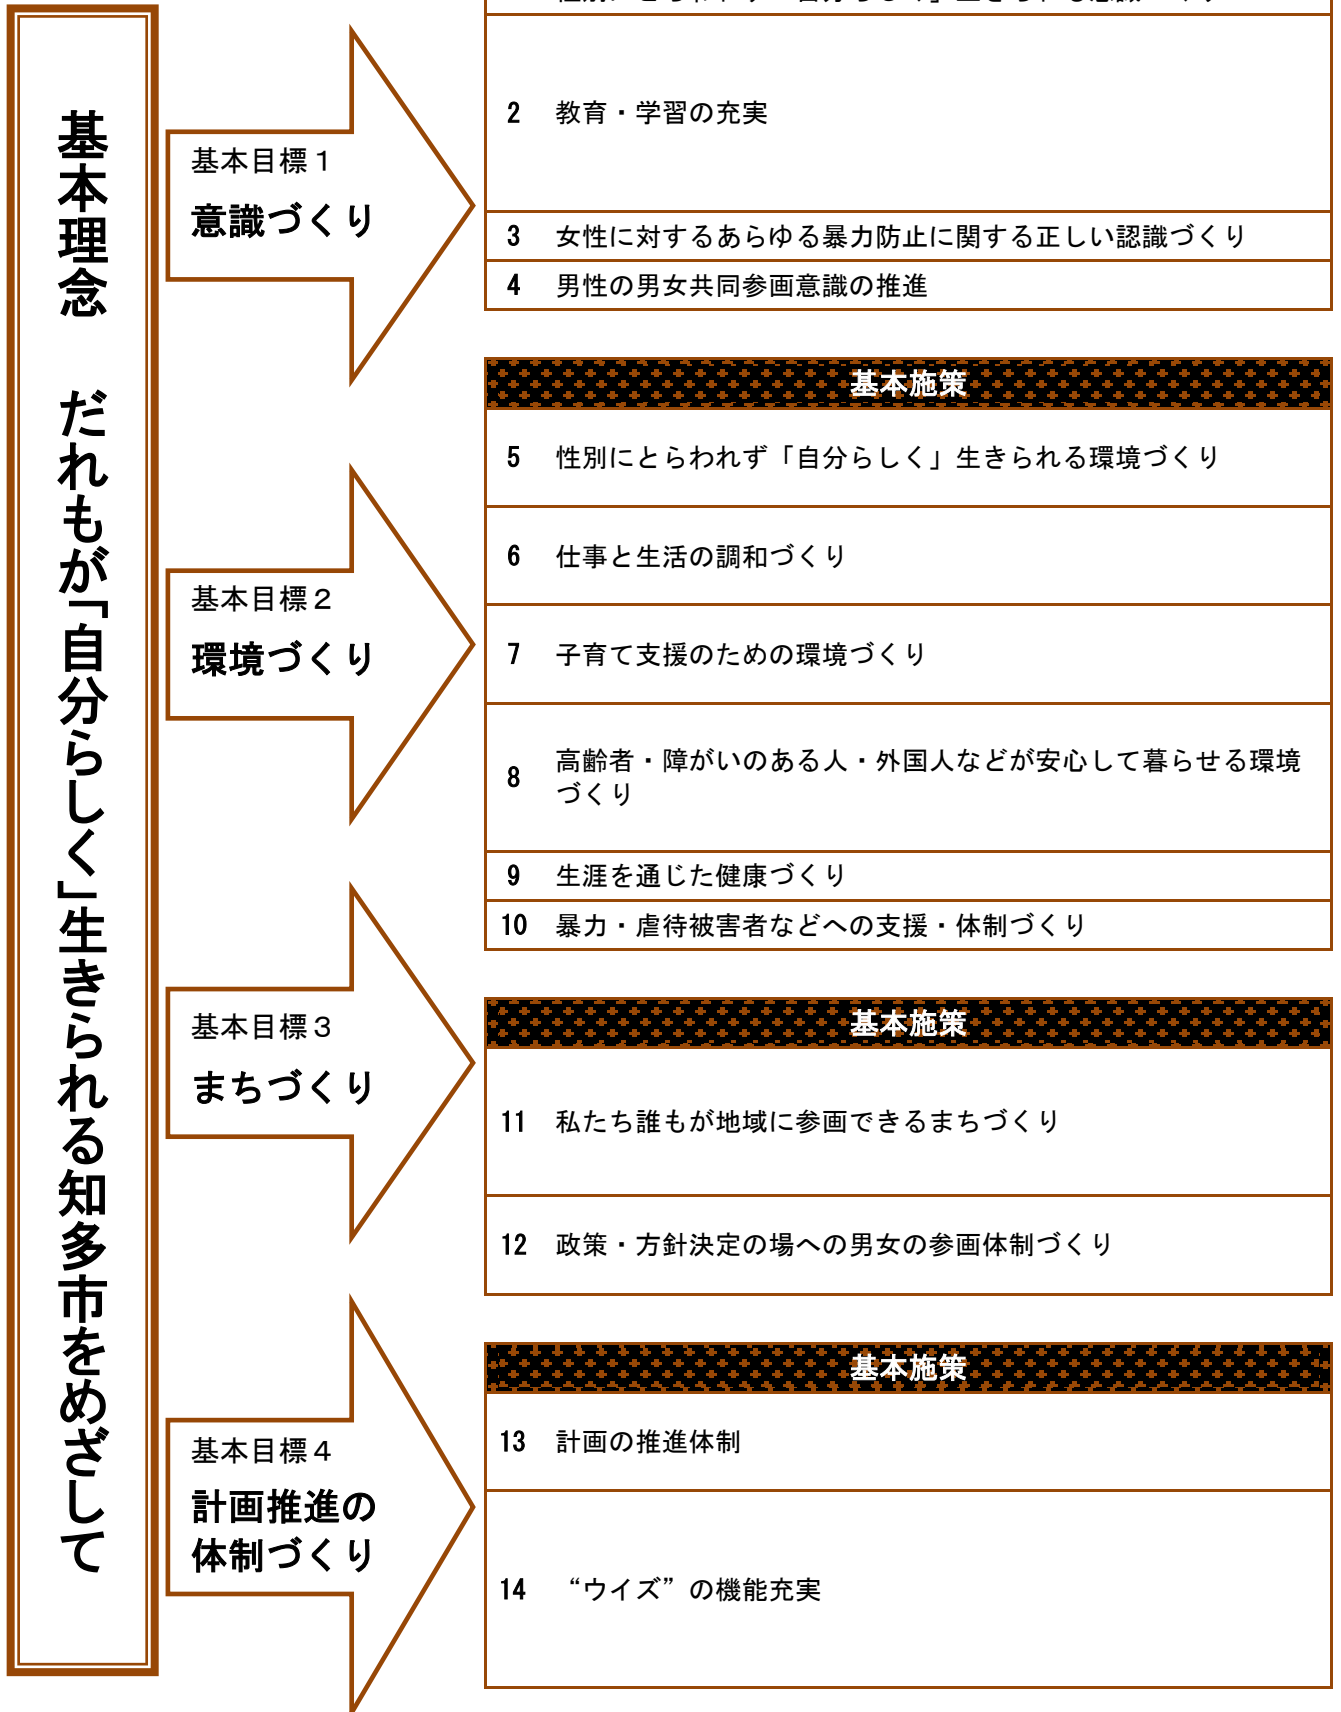 基本理念　だれもが「自分らしく」生きられる知多市をめざして
基本目標１
意識づくり
2 教育・学習の充実
3 女性に対するあらゆる暴力防止に関する正しい認識づくり
4 男性の男女共同参画意識の推進
基本目標２
環境づくり
基本施策
5 性別にとらわれず「自分らしく」生きられる環境づくり
6 仕事と生活の調和づくり
7 子育て支援のための環境づくり
8 高齢者・障がいのある人・外国人などが安心して暮らせる環境
づくり
9 生涯を通じた健康づくり
10 暴力・虐待被害者などへの支援・体制づくり
基本目標３
まちづくり
基本施策
11 私たち誰もが地域に参画できるまちづくり
12 政策・方針決定の場への男女の参画体制づくり
基本目標４
計画推進の
体制づくり
基本施策
13 計画の推進体制
14 “ウイズ”の機能充実